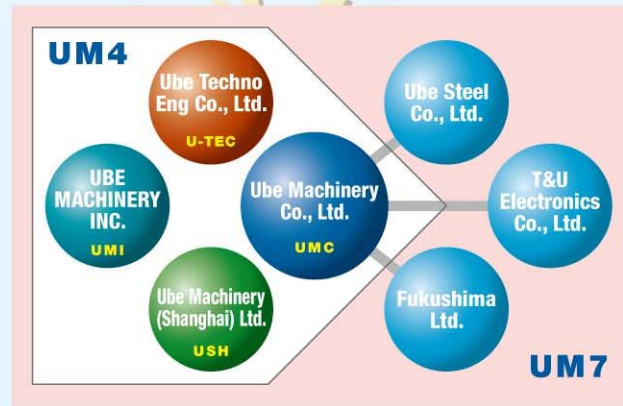 UM4
Ube Techno
Eng Co., Ltd.
U-TEC
UBE
MACHINERY
INC.
UMI
Ube Machinery
(Shanghai) Ltd.
USH
Ube Machinery
Co., Ltd.
UMC
Ube Steel
Co., Ltd.
T&U
Electronics
Co., Ltd.
Fukushima
Ltd.
UM7